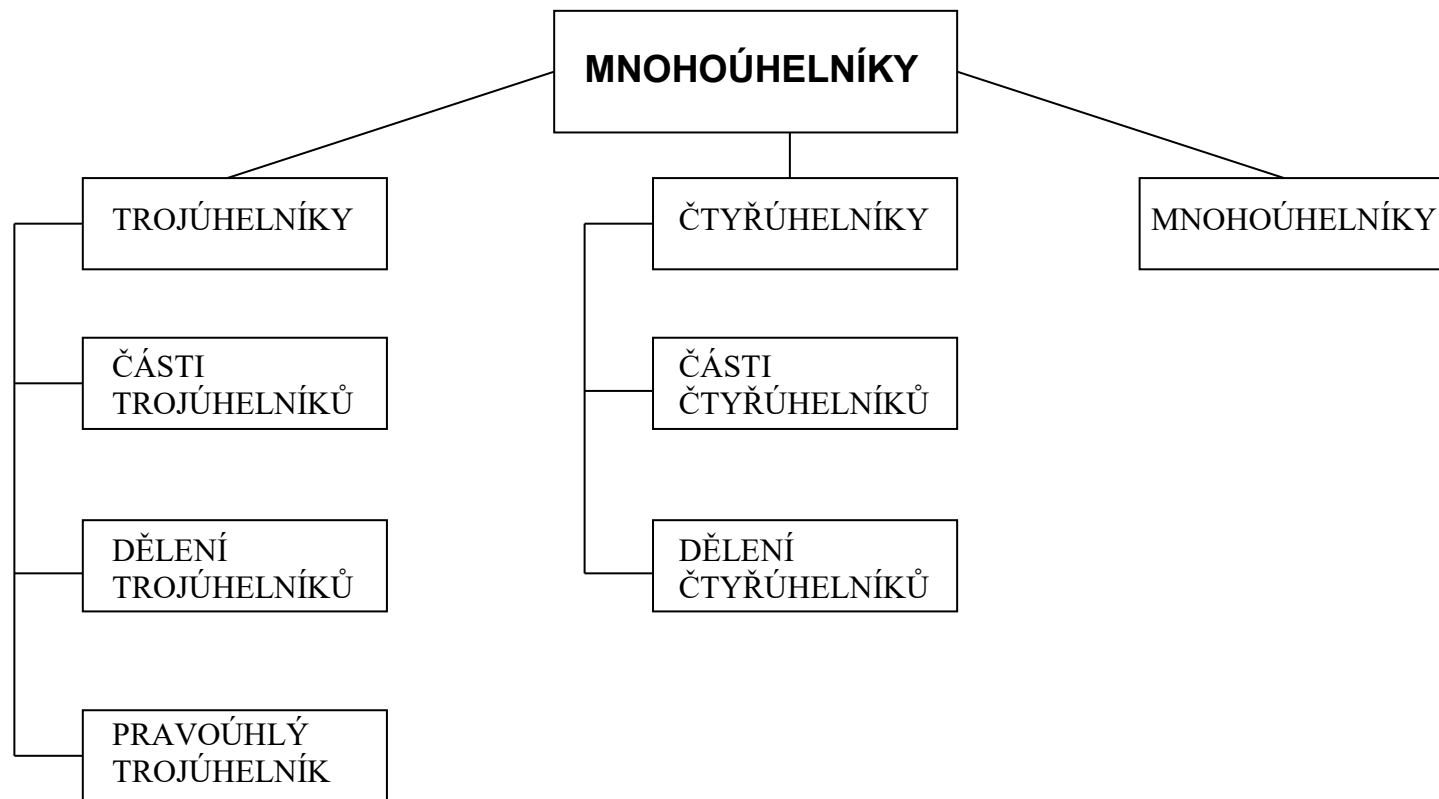 MNOHOÚHELNÍKY
TROJÚHELNÍKY
ČTYŘÚHELNÍKY
MNOHOÚHELNÍKY
ČÁSTI
TROJÚHELNÍKŮ
ČÁSTI
ČTYŘÚHELNÍKŮ
DĚLENÍ
TROJÚHELNÍKŮ
DĚLENÍ
ČTYŘÚHELNÍKŮ
PRAVOÚHLÝ
TROJÚHELNÍK